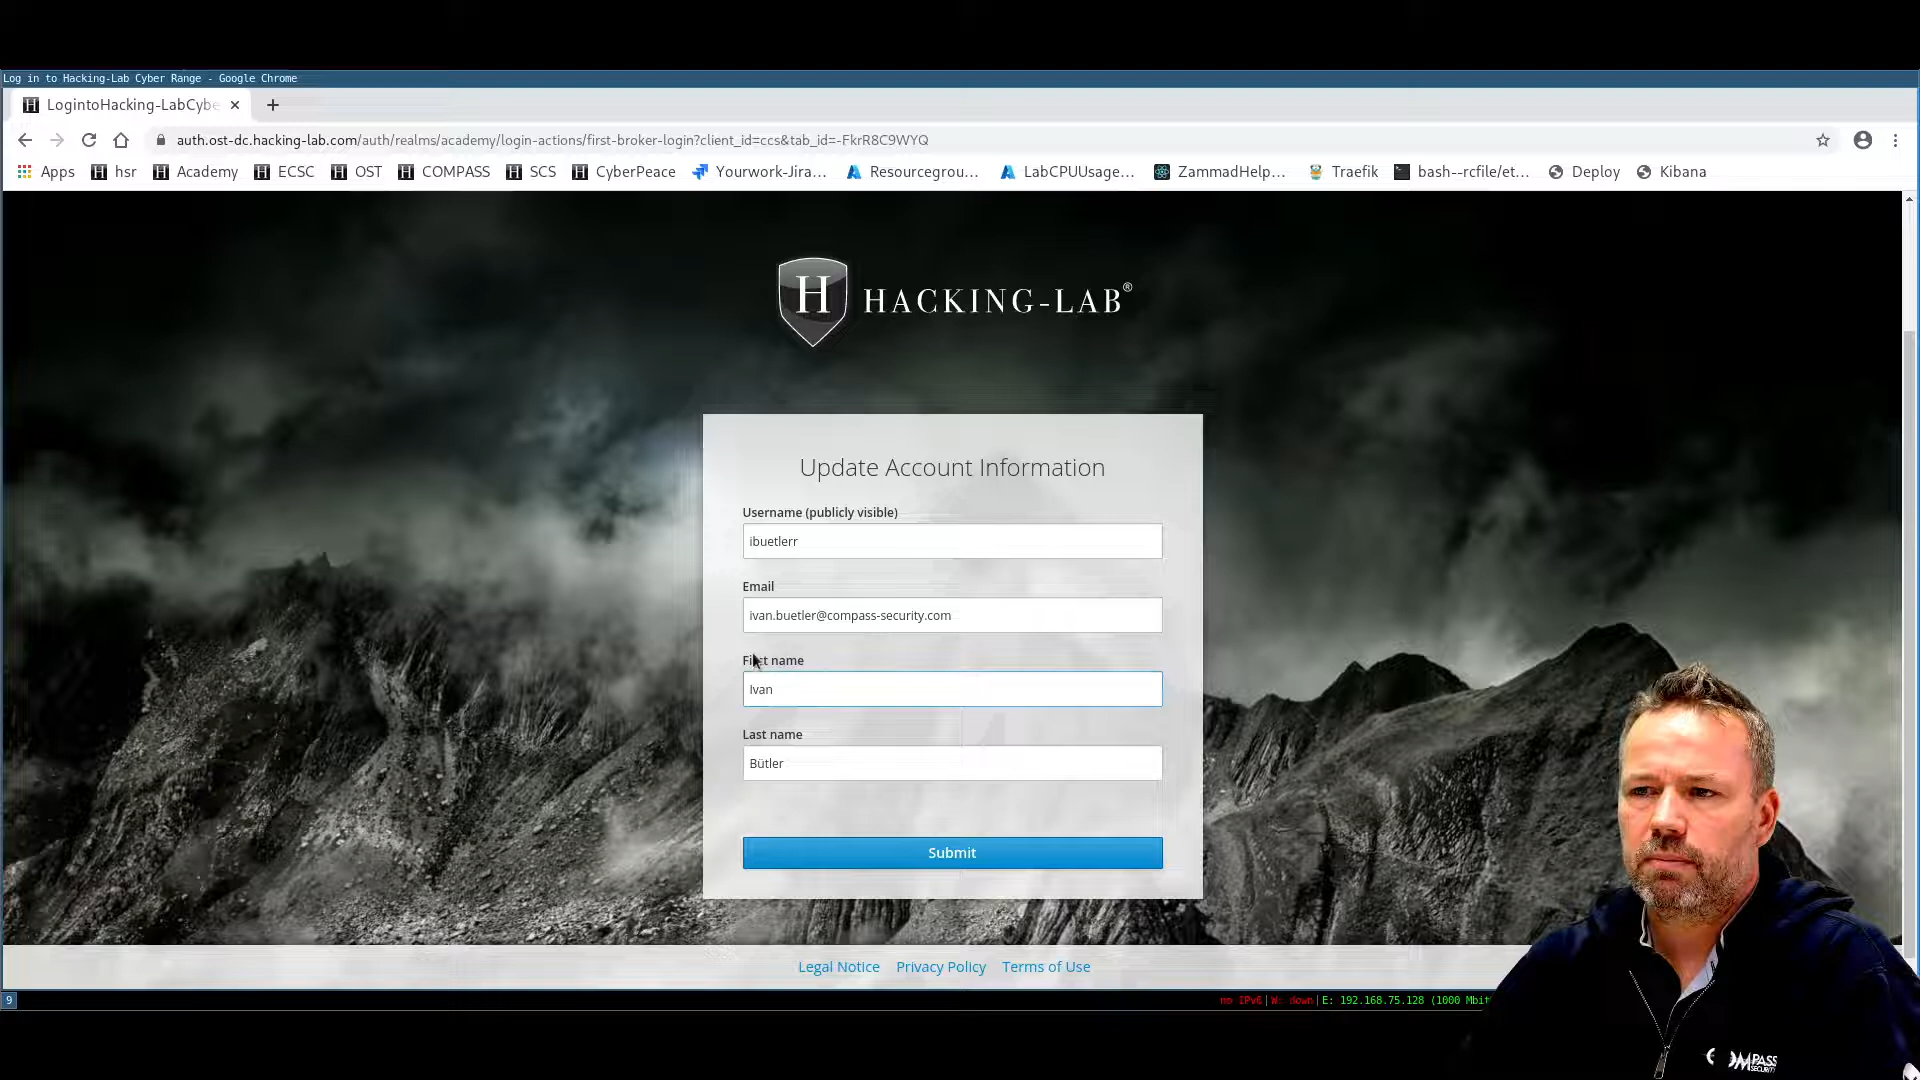 Log in to Hacking-Lab Cyber Range - Google Chrome
LogintoHacking-LabCybe
auth.ost-dc.hacking-lab.com/auth/realms/academy/login-actions/first-broker-login?client_id=ccs&tab_id=-FkrR8C9WYQ
Apps hsr Academy ECSC OST COMPASS SCS CyberPeace Yourwork-Jira... Resourcegrou... LabCPUUsage... ZammadHelp... Traefik bash--rcfile/et... Deploy Kibana
H HACKING-LAB®
Update Account Information
Username (publicly visible)
ibuetlerr
Email
ivan.buetler@compass-security.com
First name
Ivan
Last name
Bütler
Submit
Legal Notice Privacy Policy Terms of Use
9 no IPv6|W: down|E: 192.168.75.128 (1000 Mbit